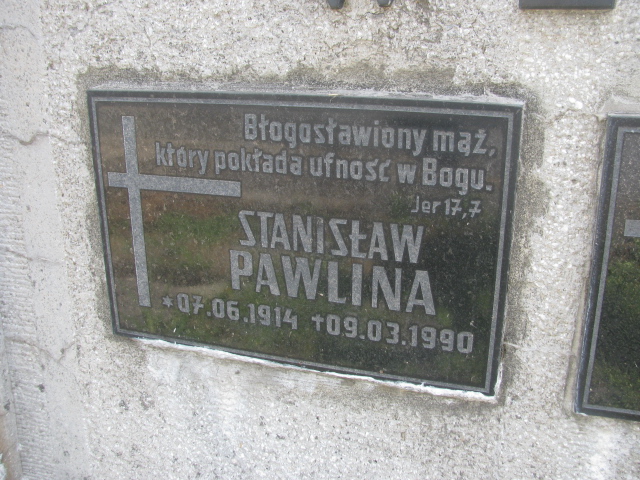 Błogosławiony mąż,
który pokłada ufność w Bogu.
Jer 17,7
STANISŁAW
PAWLINA
*07.06.1914 †09.03.1990